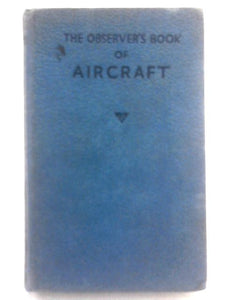 THE OBSERVER'S BOOK
OF
AIRCRAFT